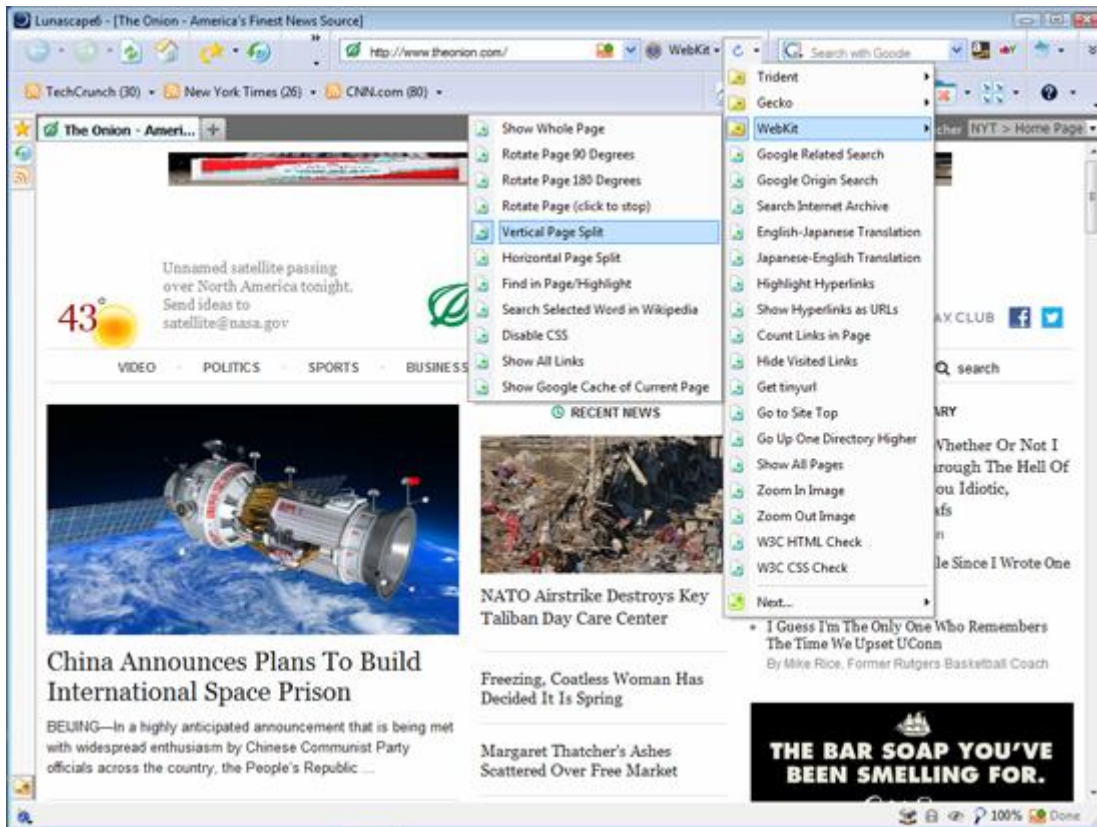 Lunascape6 - [The Onion - America's Finest News Source]
http://www.theonion.com/
WebKit
Search with Google
TechCrunch (30)
New York Times (26)
CNN.com (80)
The Onion - Ameri...
NYT > Home Page
Trident
Gecko
WebKit
Google Related Search
Google Origin Search
Search Internet Archive
English-Japanese Translation
Japanese-English Translation
Highlight Hyperlinks
Show Hyperlinks as URLs
Count Links in Page
Hide Visited Links
Get tinyurl
Go to Site Top
Go Up One Directory Higher
Show All Pages
Zoom In Image
Zoom Out Image
W3C HTML Check
W3C CSS Check
Next...
Show Whole Page
Rotate Page 90 Degrees
Rotate Page 180 Degrees
Rotate Page (click to stop)
Vertical Page Split
Horizontal Page Split
Find in Page/Highlight
Search Selected Word in Wikipedia
Disable CSS
Show All Links
Show Google Cache of Current Page
43°
Unnamed satellite passing
over North America tonight.
Send ideas to
satellite@nasa.gov
CLUB
VIDEO
POLITICS
SPORTS
BUSINESS
search
China Announces Plans To Build
International Space Prison
BEIJING—In a highly anticipated announcement that is being met
with widespread enthusiasm by Chinese Communist Party
officials across the country, the People's Republic ...
RECENT NEWS
NATO Airstrike Destroys Key
Taliban Day Care Center
Freezing, Coatless Woman Has
Decided It Is Spring
Margaret Thatcher's Ashes
Scattered Over Free Market
Whether Or Not I
The Hell Of
Idiotic,
Since I Wrote One
I Guess I'm The Only One Who Remembers
The Time We Upset UConn
By Mike Rice, Former Rutgers Basketball Coach
THE BAR SOAP YOU'VE
BEEN SMELLING FOR.
100%
Done